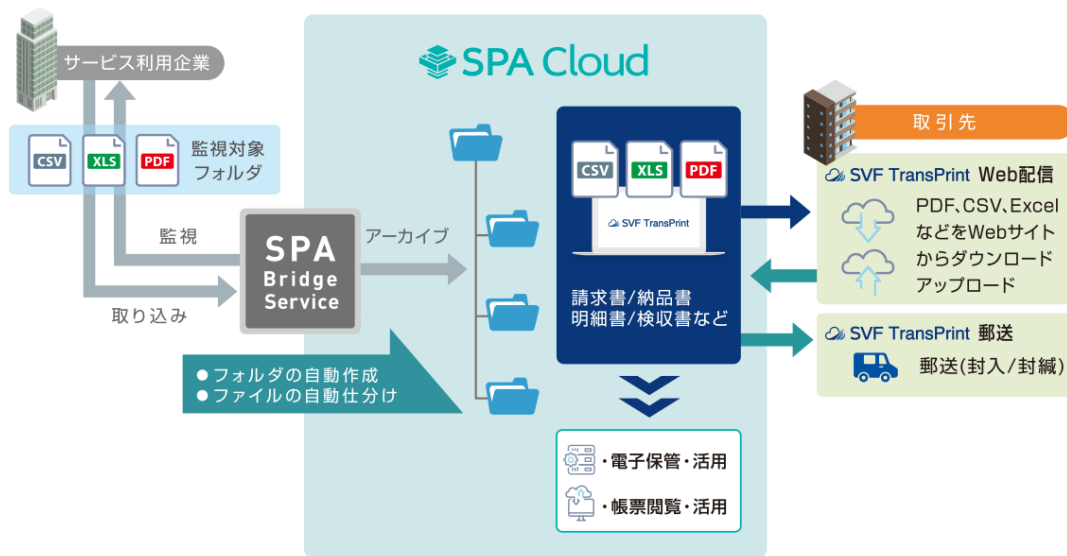 サービス利用企業
CSV
XLS
PDF
監視対象
フォルダ
監視
取り込み
SPA
Bridge
Service
アーカイブ
●フォルダの自動作成
●ファイルの自動仕分け
SPA Cloud
CSV
XLS
PDF
SVF TransPrint
請求書/納品書
明細書/検収書など
・電子保管・活用
・帳票閲覧・活用
取引先
SVF TransPrint Web配信
PDF、CSV、Excel
などをWebサイト
からダウンロード
アップロード
SVF TransPrint 郵送
郵送(封入/封緘)